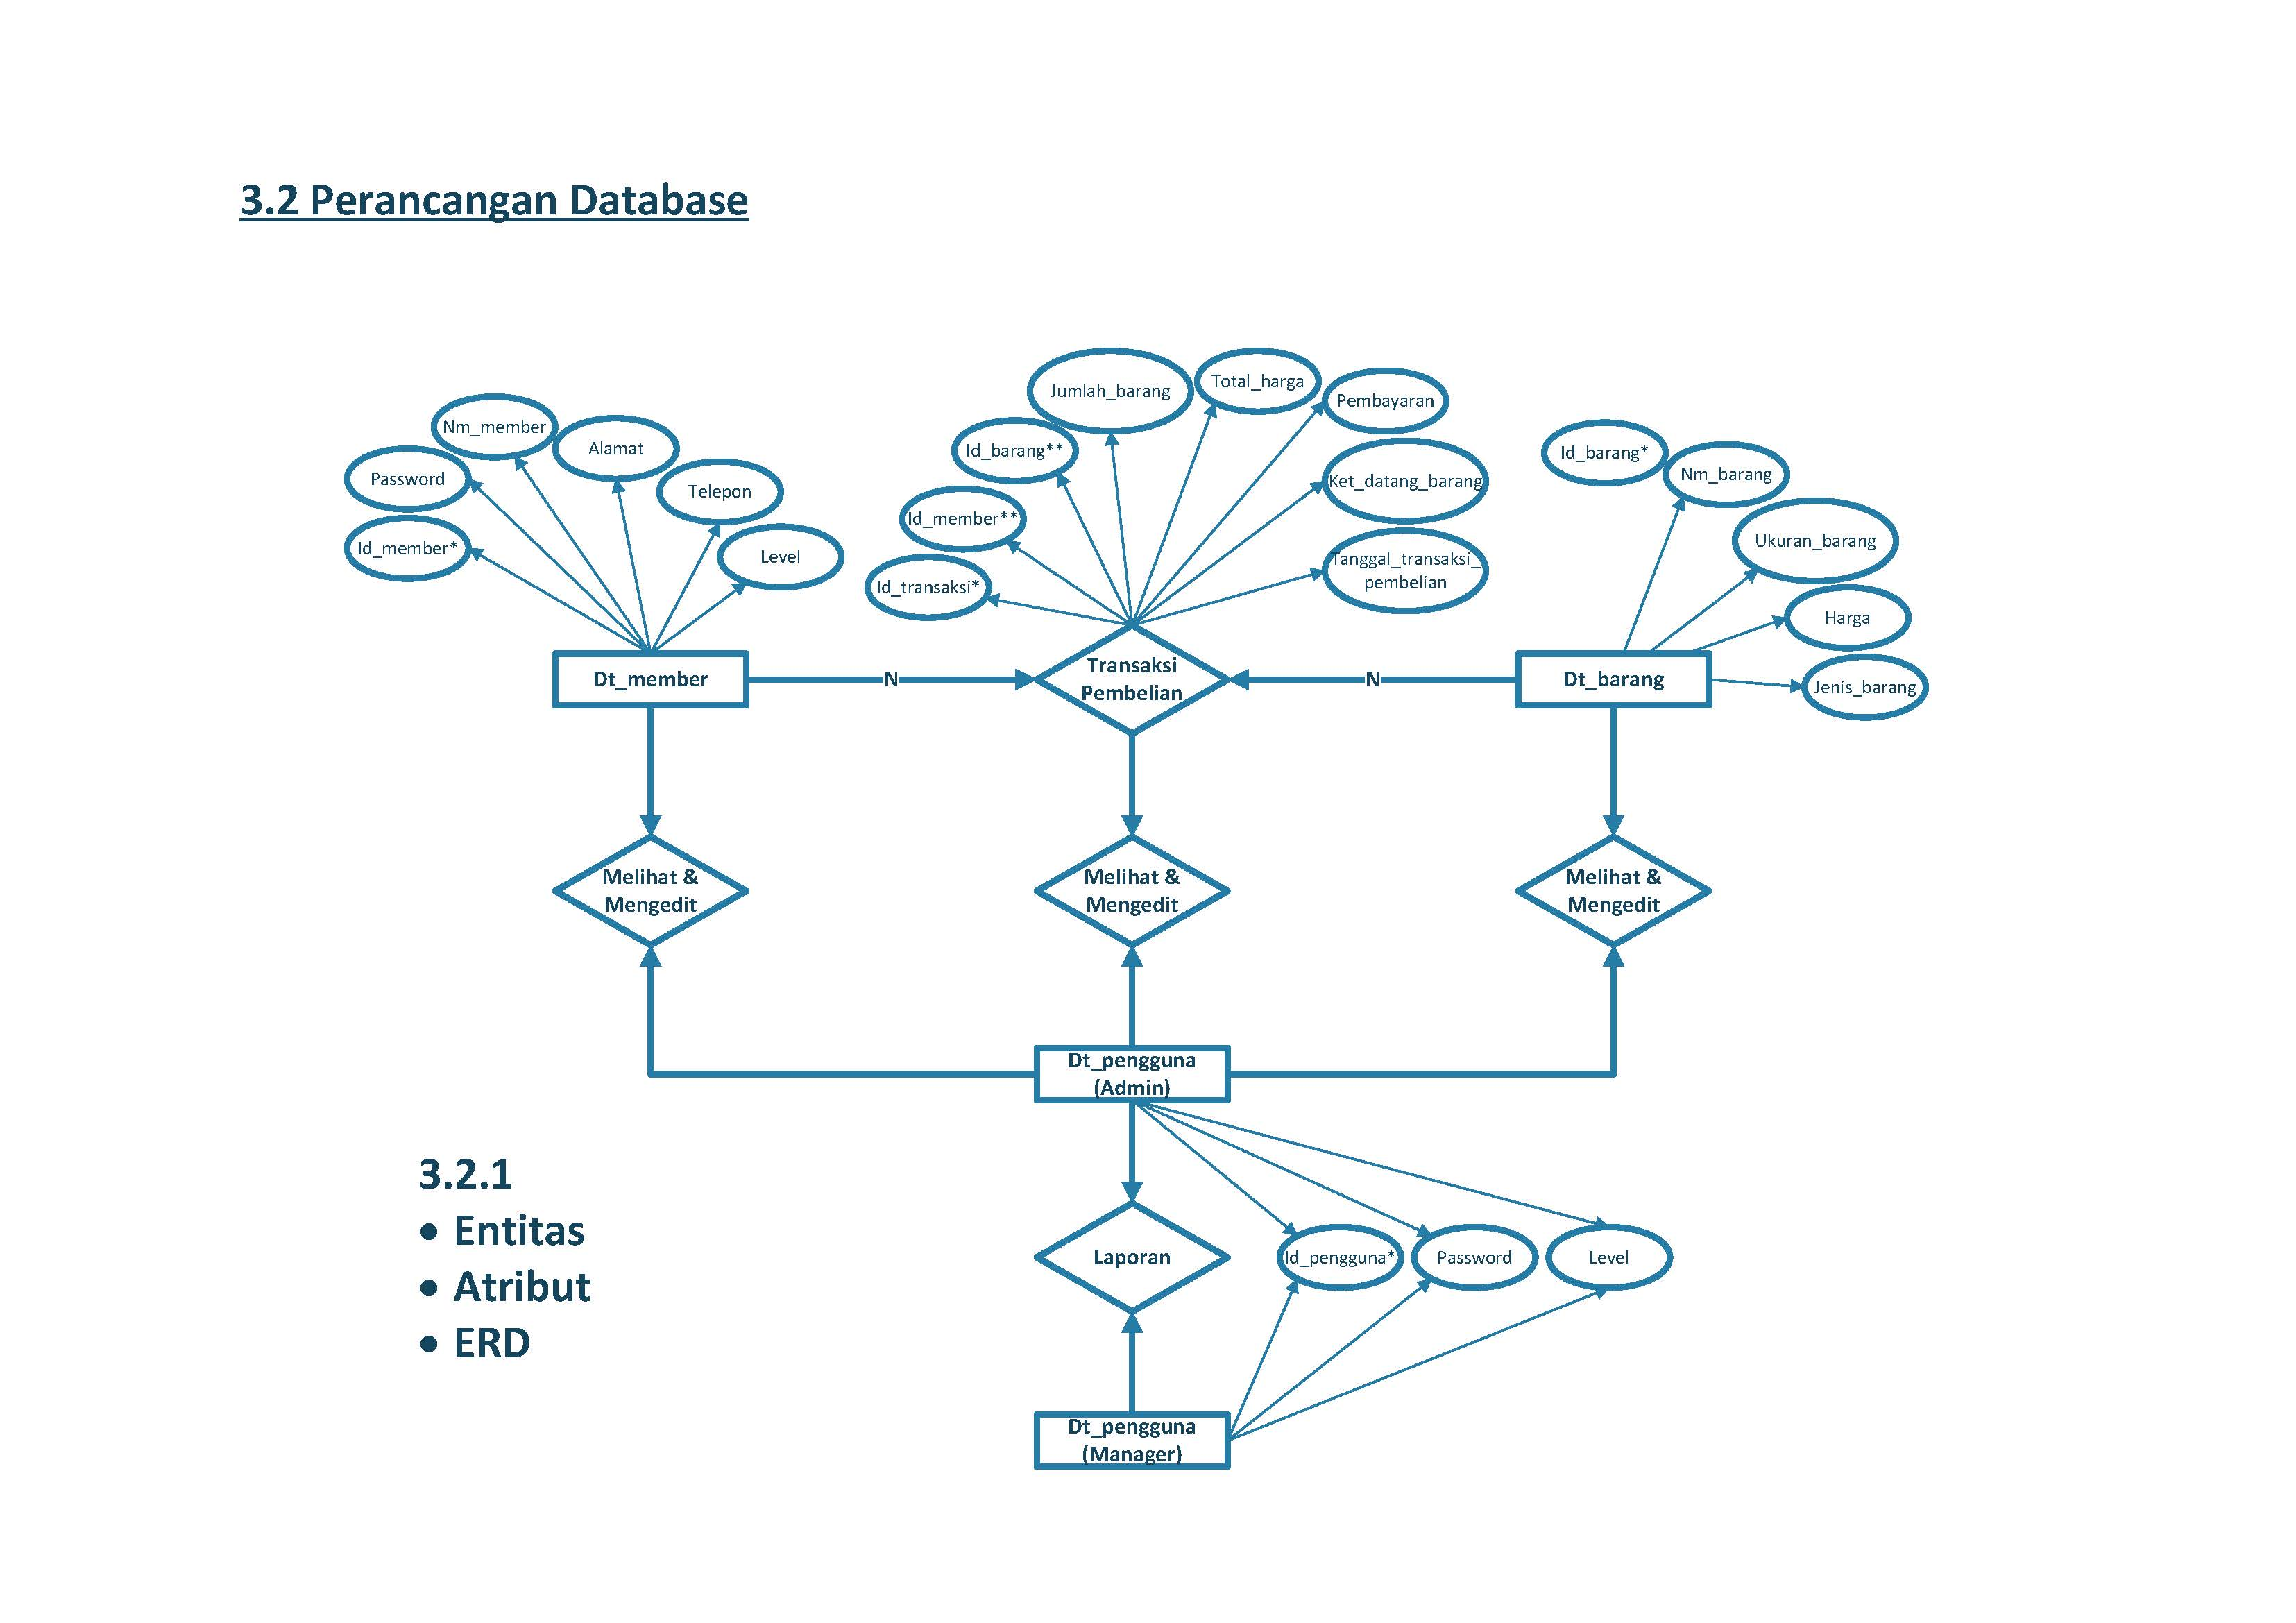 3.2 Perancangan Database
Nm_member
Alamat
Password
Telepon
Id_member*
Level
Jumlah_barang
Total_harga
Pembayaran
Id_barang**
Ket_datang_barang
Id_member**
Tanggal_transaksi_
pembelian
Id_transaksi*
Id_barang*
Nm_barang
Ukuran_barang
Harga
Jenis_barang
Dt_member
N
Transaksi
Pembelian
N
Dt_barang
Melihat &
Mengedit
Melihat &
Mengedit
Melihat &
Mengedit
Dt_pengguna
(Admin)
3.2.1
• Entitas
• Atribut
• ERD
Laporan
Id_pengguna*
Password
Level
Dt_pengguna
(Manager)